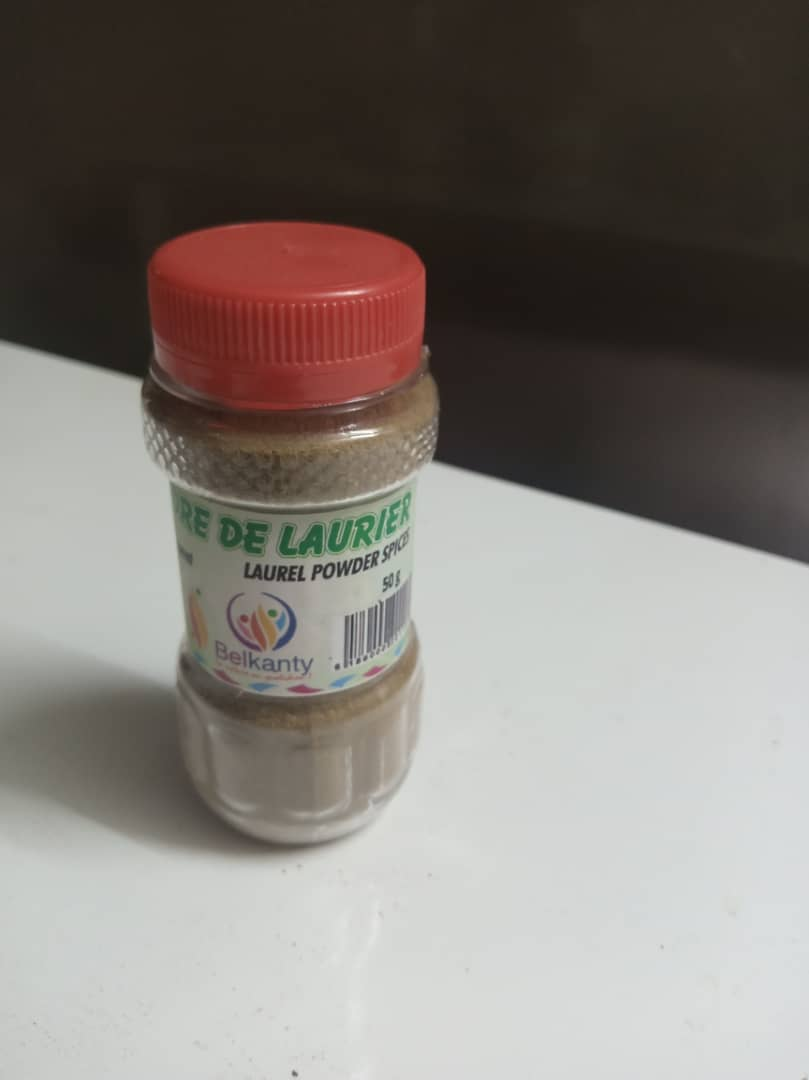 RE DE LAURIER
LAUREL POWDER SPICES
50 g
Belkanty